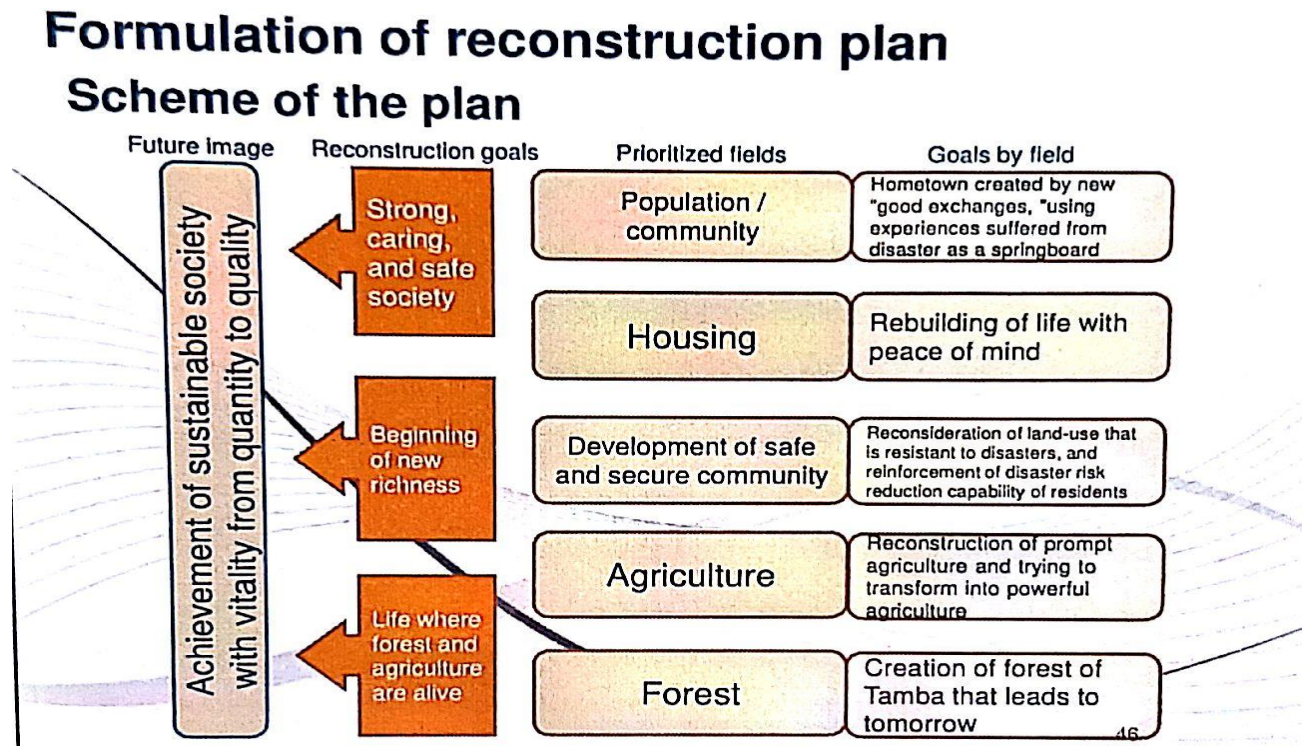 Formulation of reconstruction plan
Scheme of the plan
Future image
Reconstruction goals
Prioritized fields
Goals by field
Achievement of sustainable society
with vitality from quantity to quality
Strong,
caring,
and safe
society
Beginning
of new
richness
Life where
forest and
agriculture
are alive
Population /
community
Hometown created by new
"good exchanges, "using
experiences suffered from
disaster as a springboard
Housing
Rebuilding of life with
peace of mind
Development of safe
and secure community
Reconsideration of land-use that
is resistant to disasters, and
reinforcement of disaster risk
reduction capability of residents
Agriculture
Reconstruction of prompt
agriculture and trying to
transform into powerful
agriculture
Forest
Creation of forest of
Tamba that leads to
tomorrow
46